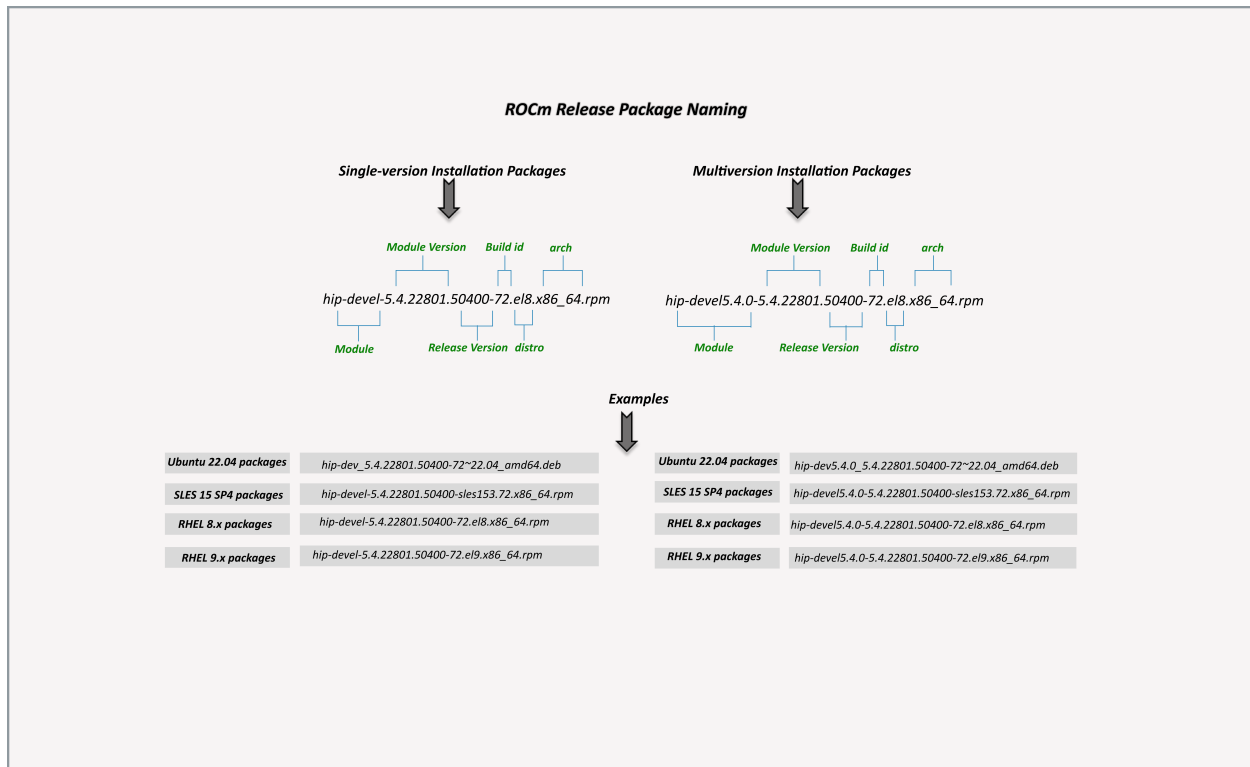 ROCm Release Package Naming
Single-version Installation Packages
Multiversion Installation Packages
Module Version Build id arch
hip-devel-5.4.22801.50400-72.el8.x86_64.rpm
Module Release Version distro
Module Version Build id arch
hip-devel5.4.0-5.4.22801.50400-72.el8.x86_64.rpm
Module Release Version distro
Examples
Ubuntu 22.04 packages hip-dev_5.4.22801.50400-72~22.04_amd64.deb
SLES 15 SP4 packages hip-devel-5.4.22801.50400-sles153.72.x86_64.rpm
RHEL 8.x packages hip-devel-5.4.22801.50400-72.el8.x86_64.rpm
RHEL 9.x packages hip-devel-5.4.22801.50400-72.el9.x86_64.rpm
Ubuntu 22.04 packages hip-dev5.4.0_5.4.22801.50400-72~22.04_amd64.deb
SLES 15 SP4 packages hip-devel5.4.0-5.4.22801.50400-sles153.72.x86_64.rpm
RHEL 8.x packages hip-devel5.4.0-5.4.22801.50400-72.el8.x86_64.rpm
RHEL 9.x packages hip-devel5.4.0-5.4.22801.50400-72.el9.x86_64.rpm